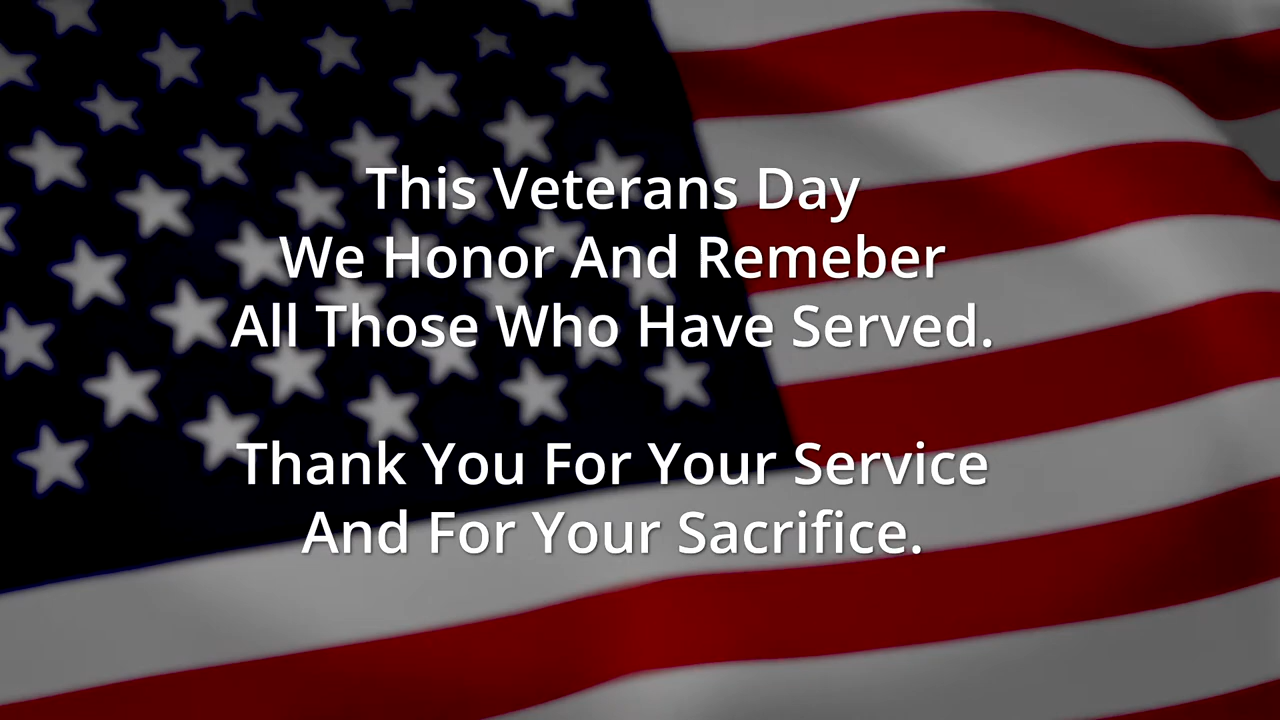 This Veterans Day
We Honor And Remeber
All Those Who Have Served.
Thank You For Your Service
And For Your Sacrifice.